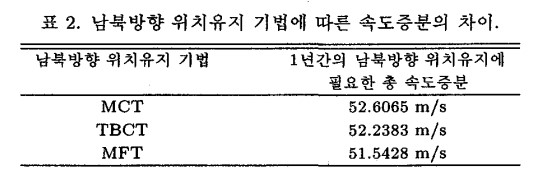 표 2. 남북방향 위치유지 기법에 따른 속도증분의 차이.
남북방향 위치유지 기법 1년간의 남북방향 위치유지에
필요한 총 속도증분
MCT 52.6065 m/s
TBCT 52.2383 m/s
MFT 51.5428 m/s